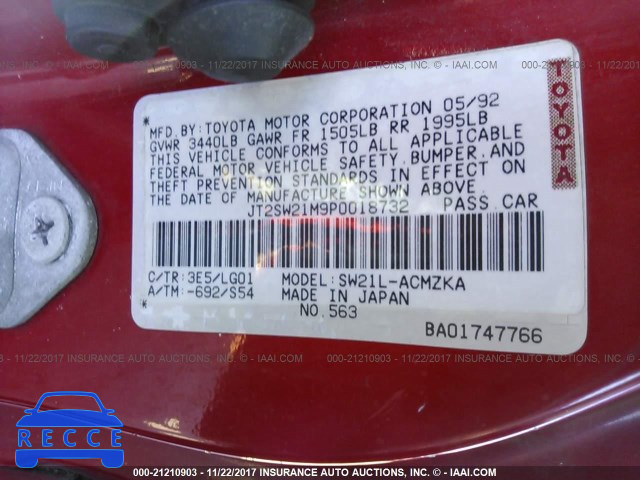 000-21210903 - 11/22/2017 INSURANCE AUTO AUCTIONS, INC. © - IAAI.COM
MFD. BY: TOYOTA MOTOR CORPORATION 05/92
GVWR 3440LB GAWR FR 1505LB RR 1995LB
THIS VEHICLE CONFORMS TO ALL APPLICABLE
FEDERAL MOTOR VEHICLE SAFETY, BUMPER, AND
THEFT PREVENTION STANDARDS IN EFFECT ON
THE DATE OF MANUFACTURE SHOWN ABOVE.
JT2SW21M9P0018732 PASS. CAR
TOYOTA
C/TR: 3E5/LG01 MODEL: SW21L-ACMZKA
A/TM: -692/S54 MADE IN JAPAN
NO. 563
BA01747766
000-21210903 - 11/22/2017 INSURANCE AUTO AUCTIONS, INC. © - IAAI.COM
RECCE
000-21210903 - 11/22/2017 INSURANCE AUTO AUCTIONS, INC. © - IAAI.COM